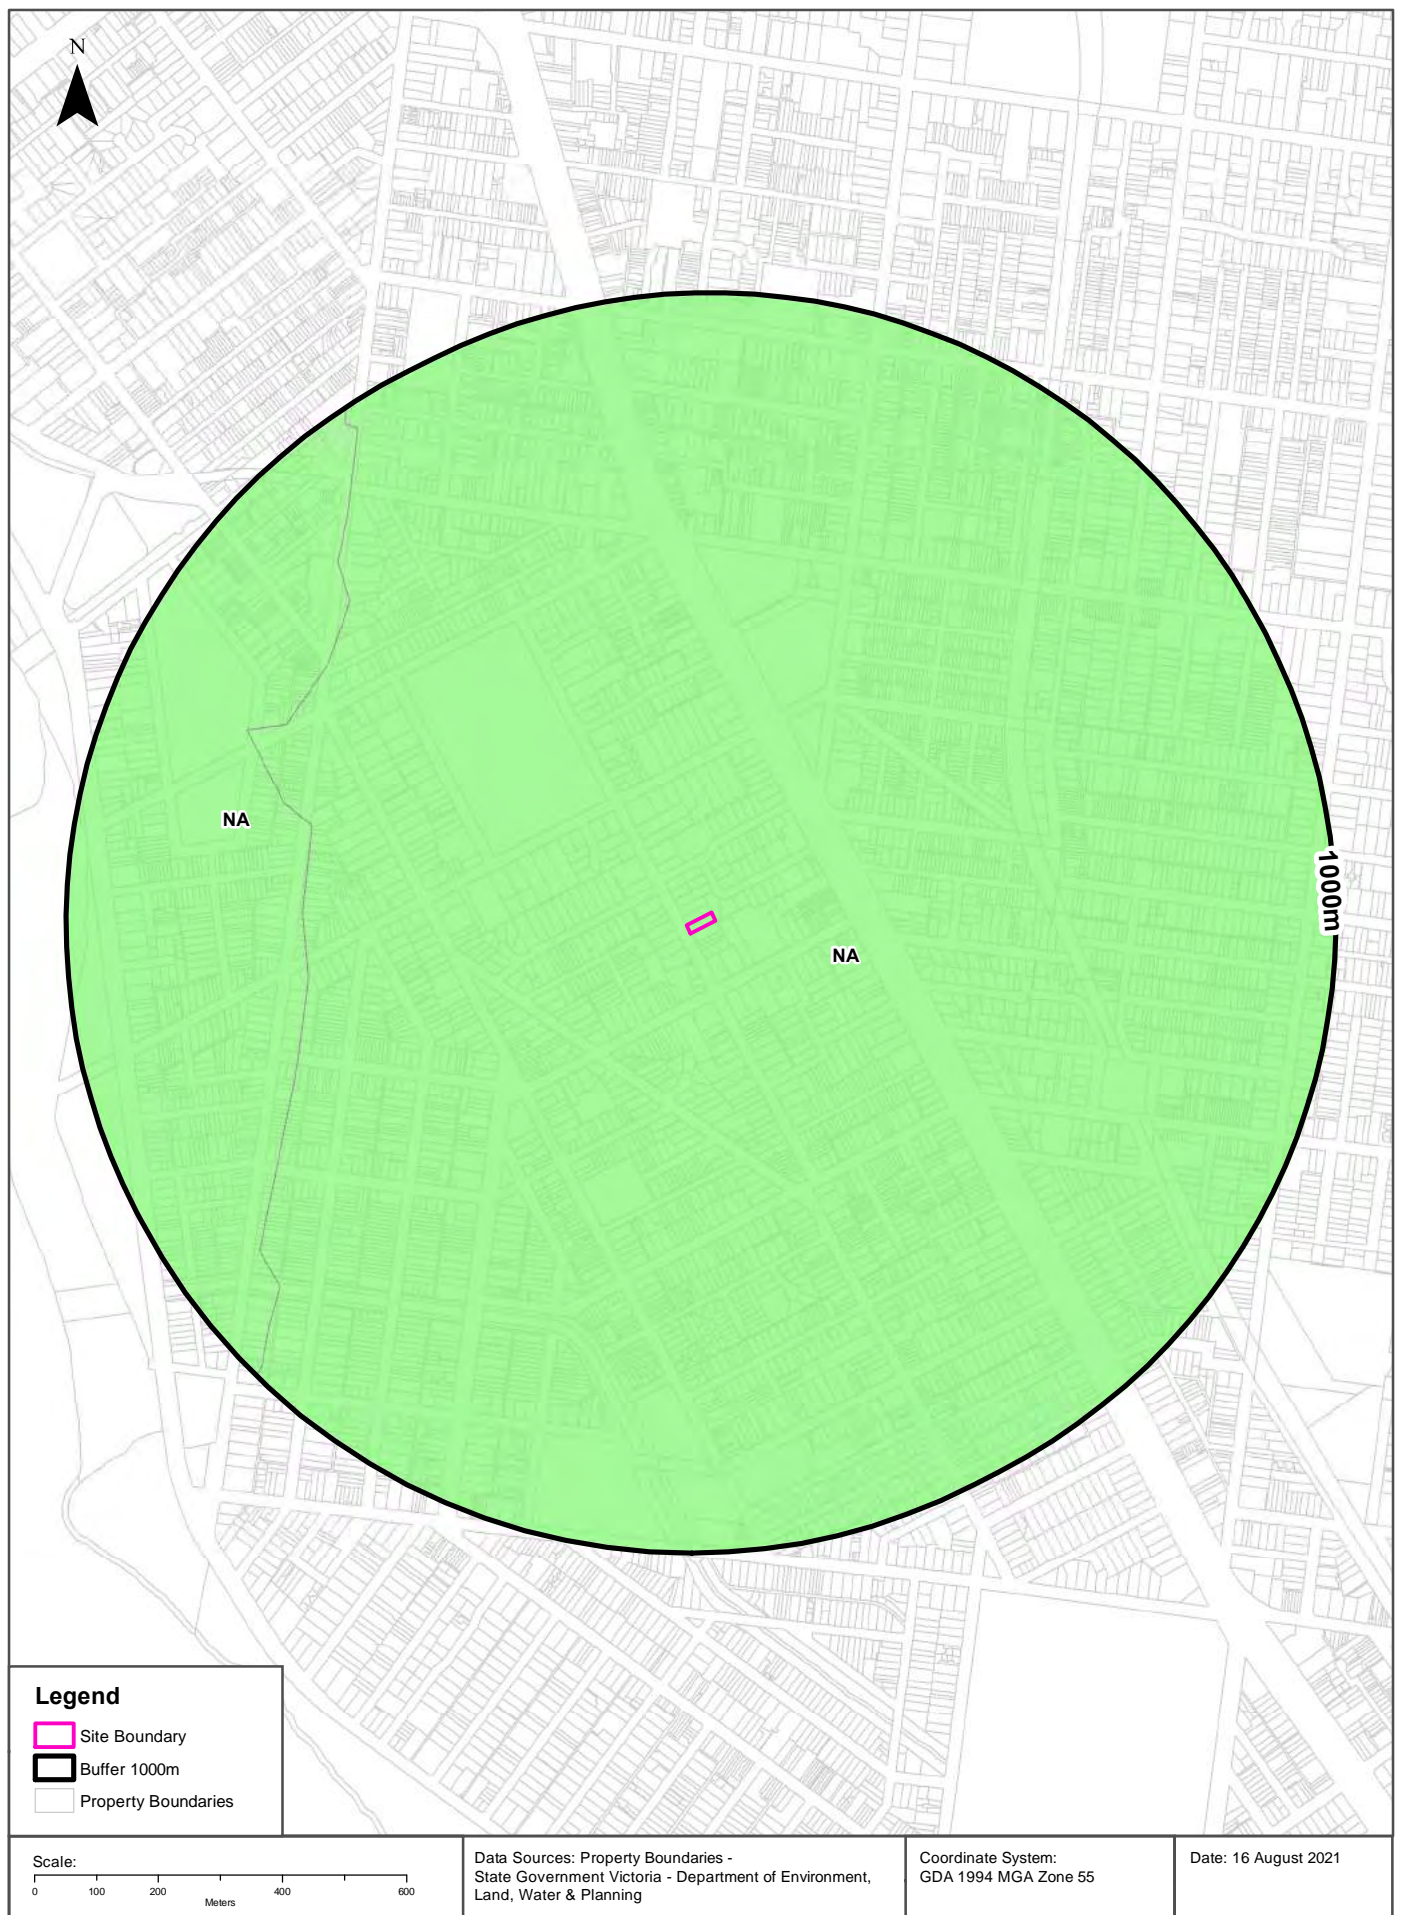 N
NA
1000m
NA
Legend
Site Boundary
Buffer 1000m
Property Boundaries
Scale:
0 100 200 400 600
Meters
Data Sources: Property Boundaries -
State Government Victoria - Department of Environment,
Land, Water & Planning
Coordinate System:
GDA 1994 MGA Zone 55
Date: 16 August 2021